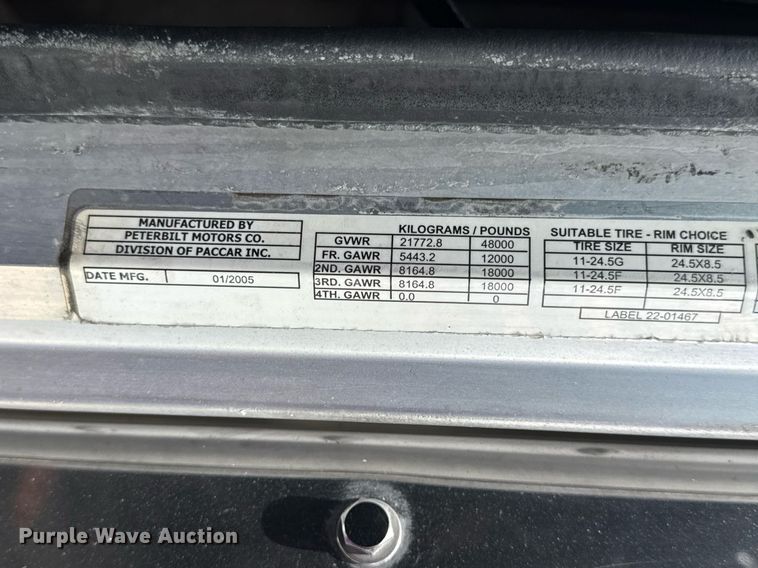 MANUFACTURED BY
PETERBILT MOTORS CO.
DIVISION OF PACCAR INC.
DATE MFG. 01/2005
KILOGRAMS / POUNDS
GVWR 21772.8 48000
FR. GAWR 5443.2 12000
2ND. GAWR 8164.8 18000
3RD. GAWR 8164.8 18000
4TH. GAWR 0.0 0
SUITABLE TIRE - RIM CHOICE
TIRE SIZE RIM SIZE
11-24.5G 24.5X8.5
11-24.5F 24.5X8.5
11-24.5F 24.5X8.5
LABEL 22-01467
Purple Wave Auction